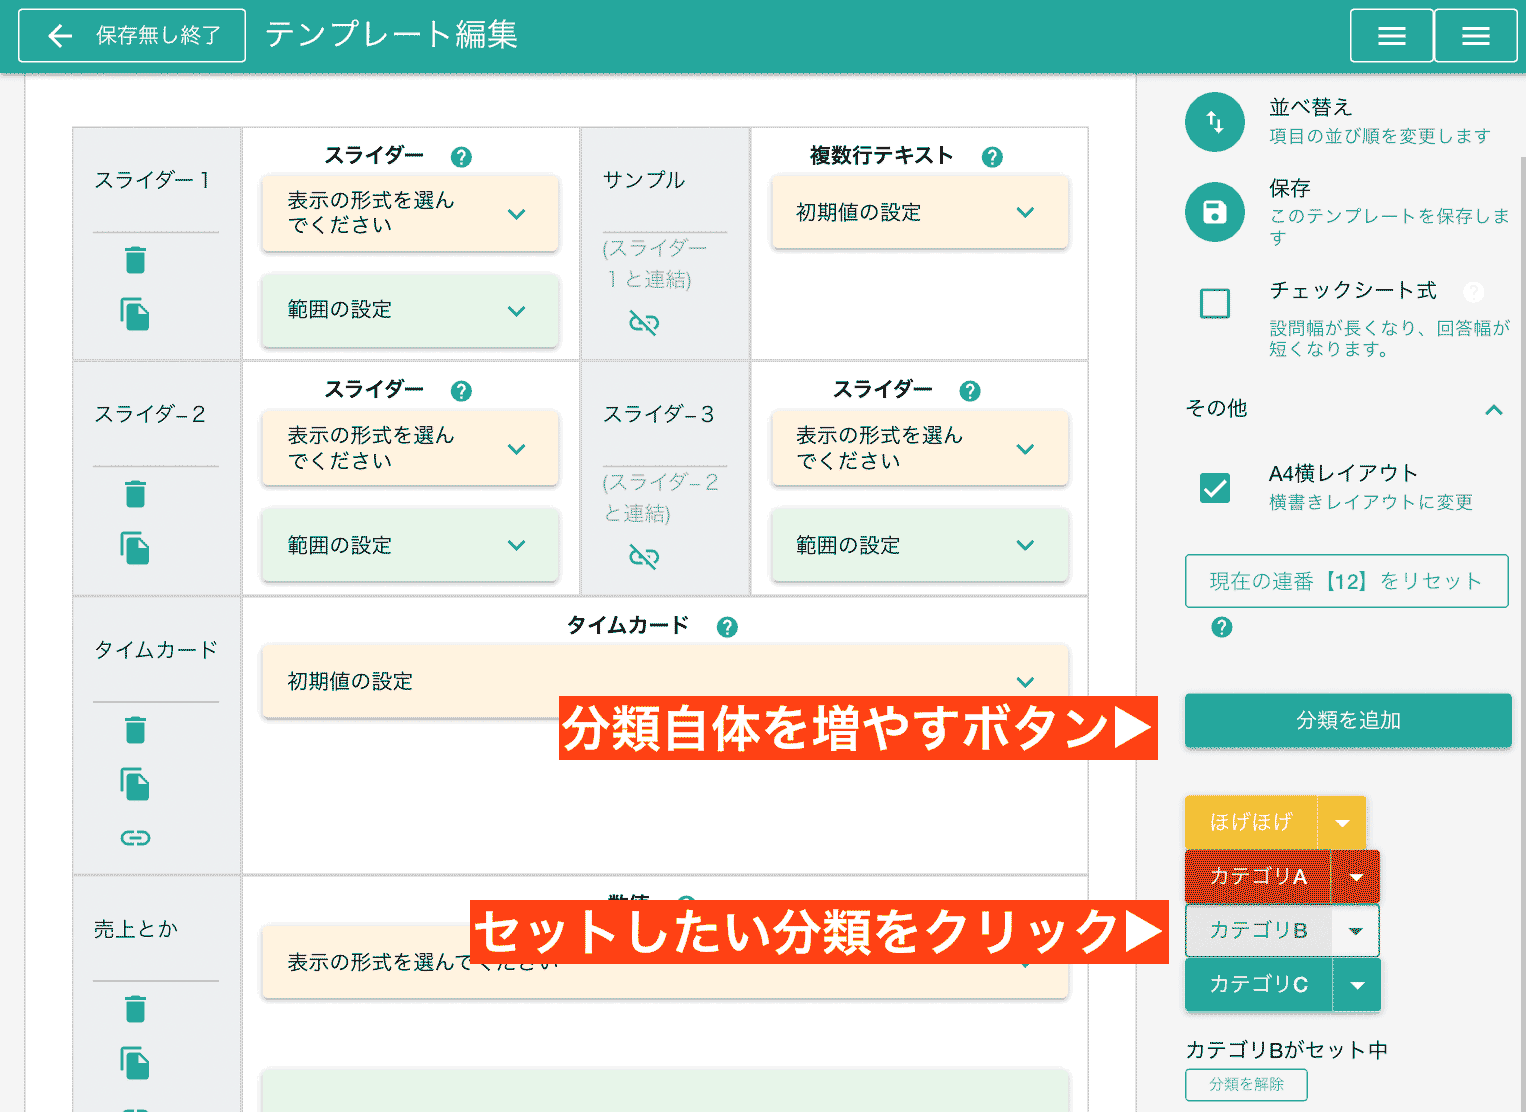 保存無し終了
テンプレート編集
スライダー１
スライダー
表示の形式を選ん
でください
範囲の設定
サンプル
(スライダー
１と連結)
複数行テキスト
初期値の設定
スライダ−２
スライダー
表示の形式を選ん
でください
範囲の設定
スライダ−３
(スライダ−２
と連結)
スライダー
表示の形式を選ん
でください
範囲の設定
タイムカード
タイムカード
初期値の設定
分類自体を増やすボタン▶
売上とか
数値
セットしたい分類をクリック▶
表示の形式を選んでください
並べ替え
項目の並び順を変更します
保存
このテンプレートを保存しま
す
チェックシート式
設問幅が長くなり、回答幅が
短くなります。
その他
A4横レイアウト
横書きレイアウトに変更
現在の連番【12】をリセット
分類を追加
ほげほげ
カテゴリA
カテゴリB
カテゴリC
カテゴリBがセット中
分類を解除